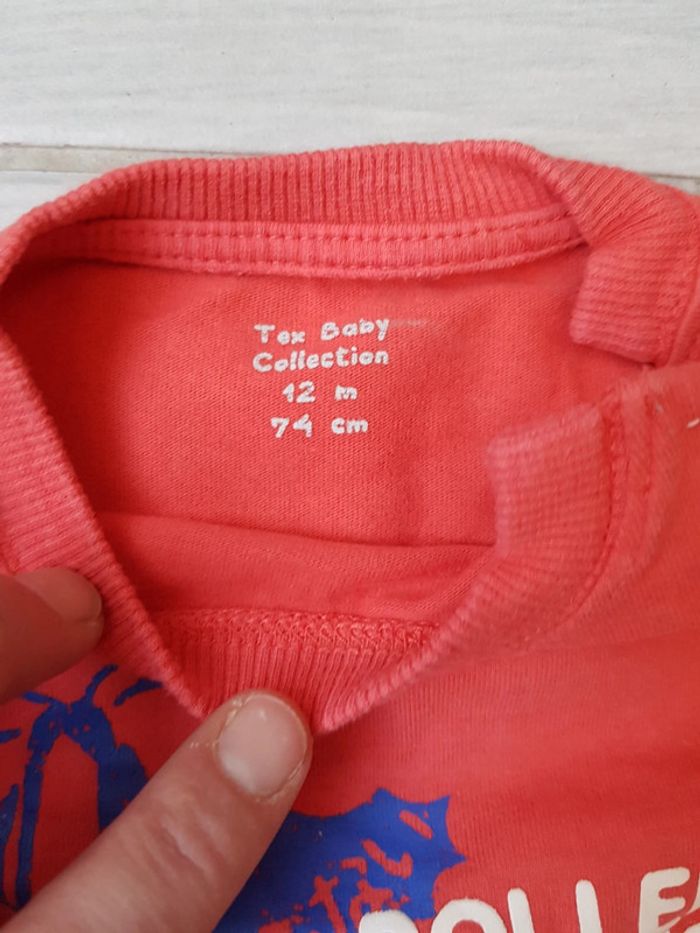 Tex Baby
Collection
12 m
74 cm